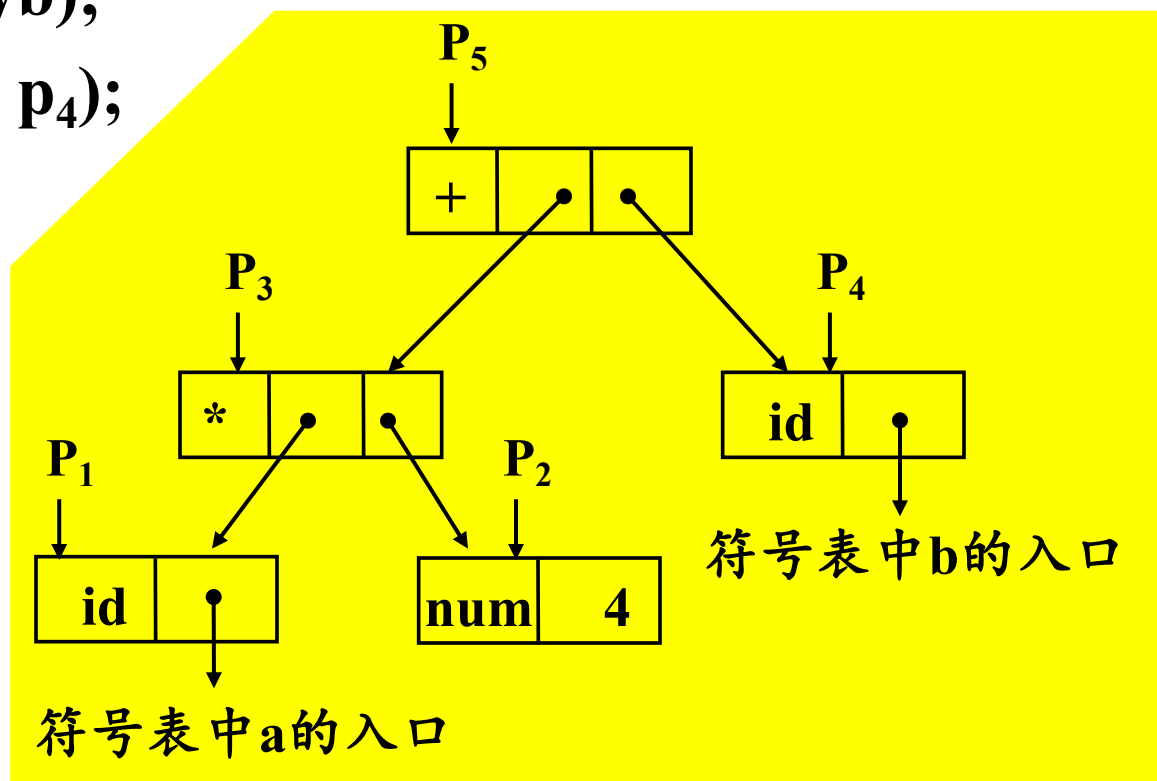 b);
p₄);
P₅
+
P₃
P₄
*
id
P₁
P₂
符号表中b的入口
id
num 4
符号表中a的入口